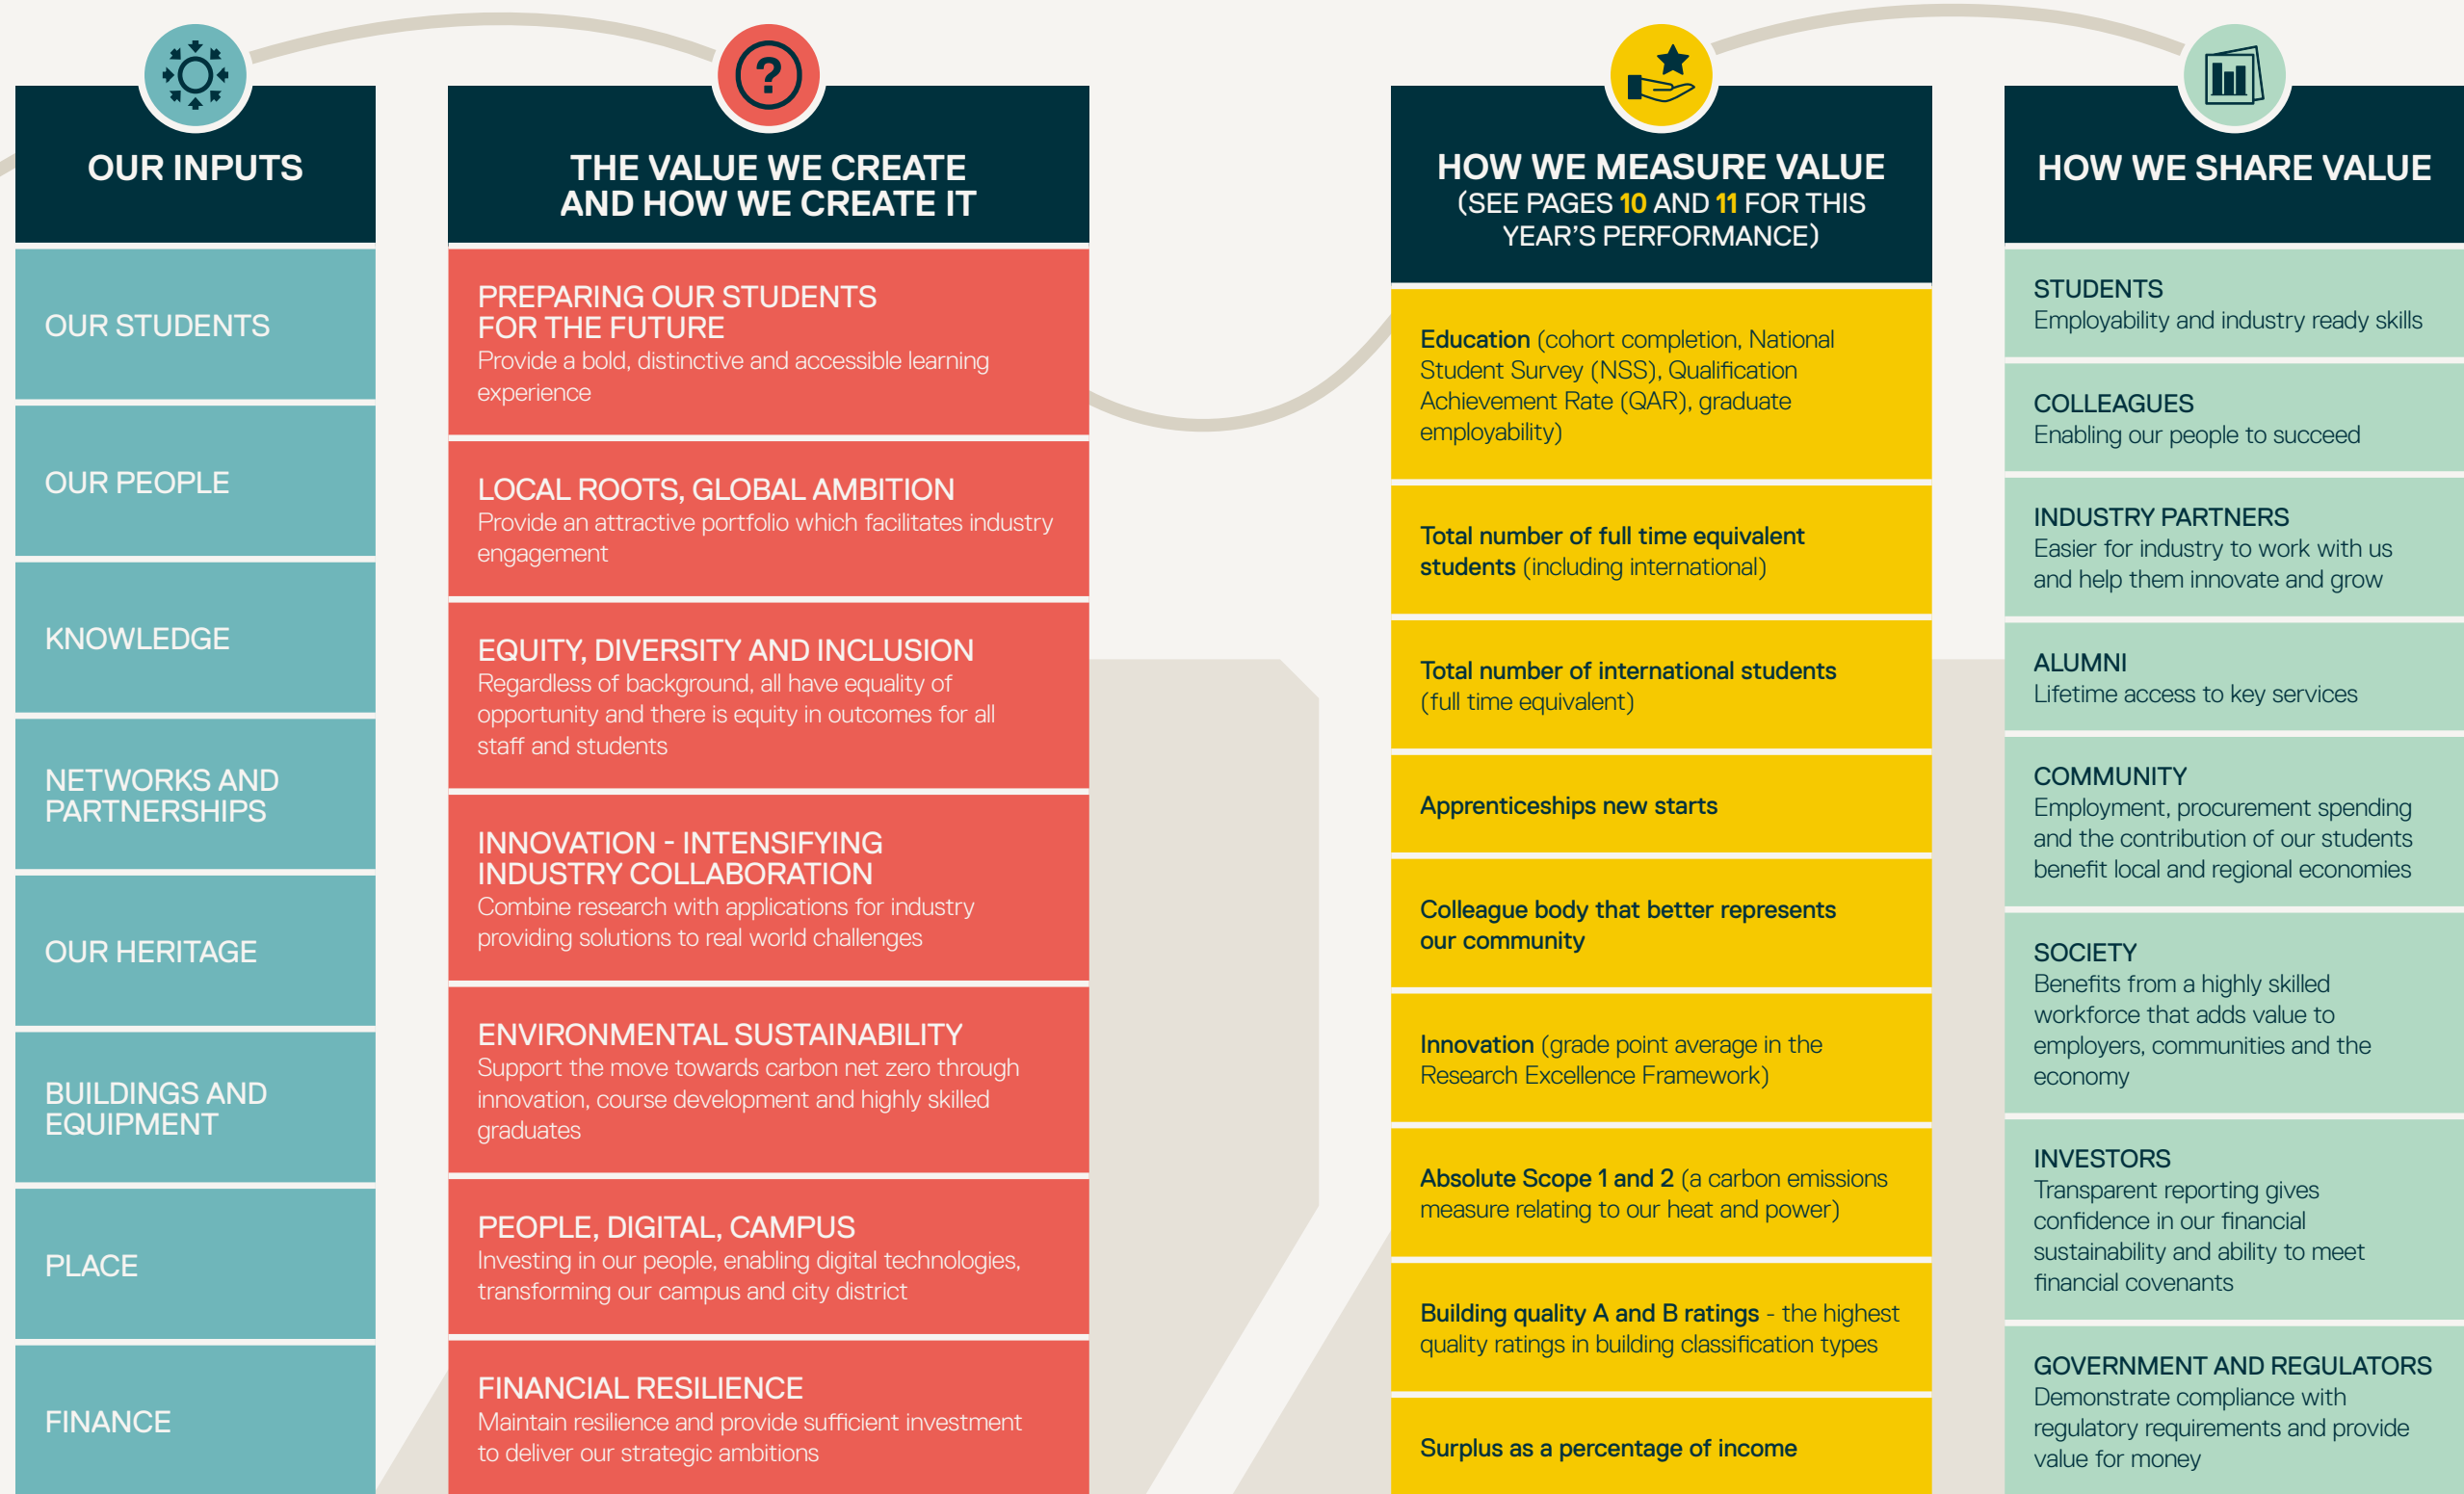 OUR INPUTS
OUR STUDENTS
OUR PEOPLE
KNOWLEDGE
NETWORKS AND
PARTNERSHIPS
OUR HERITAGE
BUILDINGS AND
EQUIPMENT
PLACE
FINANCE
?
THE VALUE WE CREATE
AND HOW WE CREATE IT
PREPARING OUR STUDENTS
FOR THE FUTURE
Provide a bold, distinctive and accessible learning
experience
LOCAL ROOTS, GLOBAL AMBITION
Provide an attractive portfolio which facilitates industry
engagement
EQUITY, DIVERSITY AND INCLUSION
Regardless of background, all have equality of
opportunity and there is equity in outcomes for all
staff and students
INNOVATION - INTENSIFYING
INDUSTRY COLLABORATION
Combine research with applications for industry
providing solutions to real world challenges
ENVIRONMENTAL SUSTAINABILITY
Support the move towards carbon net zero through
innovation, course development and highly skilled
graduates
PEOPLE, DIGITAL, CAMPUS
Investing in our people, enabling digital technologies,
transforming our campus and city district
FINANCIAL RESILIENCE
Maintain resilience and provide sufficient investment
to deliver our strategic ambitions
HOW WE MEASURE VALUE
(SEE PAGES 10 AND 11 FOR THIS
YEAR'S PERFORMANCE)
Education (cohort completion, National
Student Survey (NSS), Qualification
Achievement Rate (QAR), graduate
employability)
Total number of full time equivalent
students (including international)
Total number of international students
(full time equivalent)
Apprenticeships new starts
Colleague body that better represents
our community
Innovation (grade point average in the
Research Excellence Framework)
Absolute Scope 1 and 2 (a carbon emissions
measure relating to our heat and power)
Building quality A and B ratings - the highest
quality ratings in building classification types
Surplus as a percentage of income
HOW WE SHARE VALUE
STUDENTS
Employability and industry ready skills
COLLEAGUES
Enabling our people to succeed
INDUSTRY PARTNERS
Easier for industry to work with us
and help them innovate and grow
ALUMNI
Lifetime access to key services
COMMUNITY
Employment, procurement spending
and the contribution of our students
benefit local and regional economies
SOCIETY
Benefits from a highly skilled
workforce that adds value to
employers, communities and the
economy
INVESTORS
Transparent reporting gives
confidence in our financial
sustainability and ability to meet
financial covenants
GOVERNMENT AND REGULATORS
Demonstrate compliance with
regulatory requirements and provide
value for money